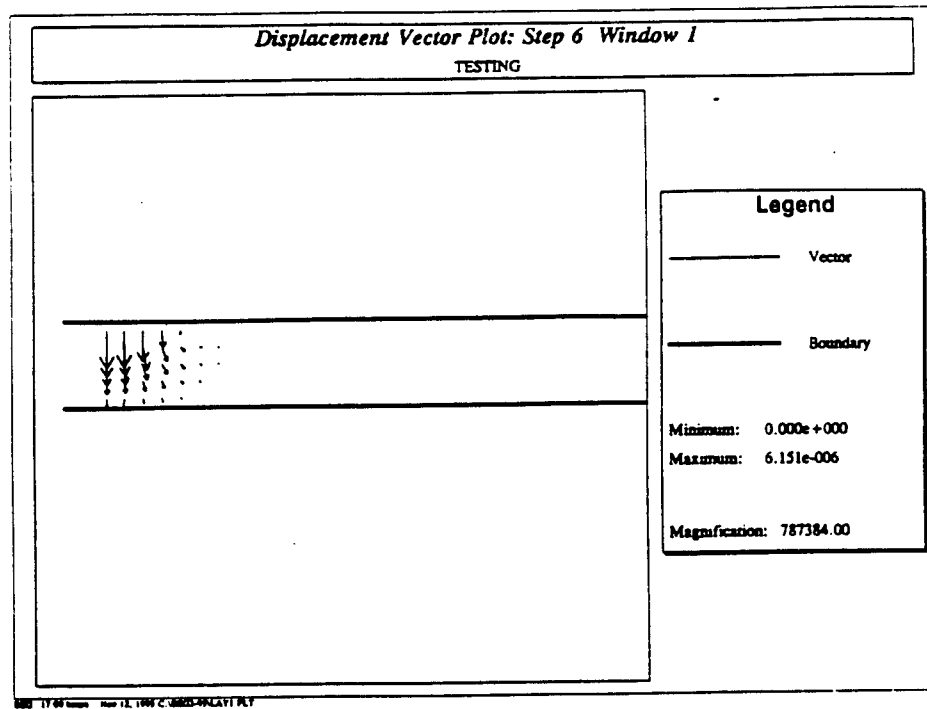 Displacement Vector Plot: Step 6 Window 1
TESTING
Legend
Vector
Boundary
Minimum: 0.000e+000
Maximum: 6.151e-006
Magnification: 787384.00